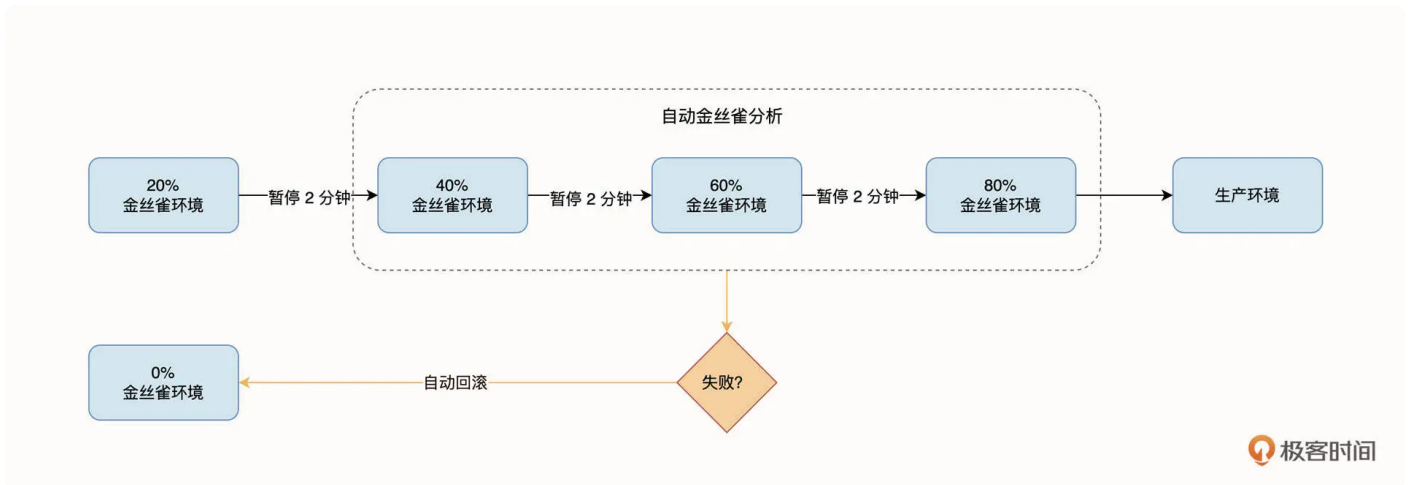 自动金丝雀分析
20%
金丝雀环境
暂停 2 分钟
40%
金丝雀环境
暂停 2 分钟
60%
金丝雀环境
暂停 2 分钟
80%
金丝雀环境
生产环境
0%
金丝雀环境
自动回滚
失败?
极客时间